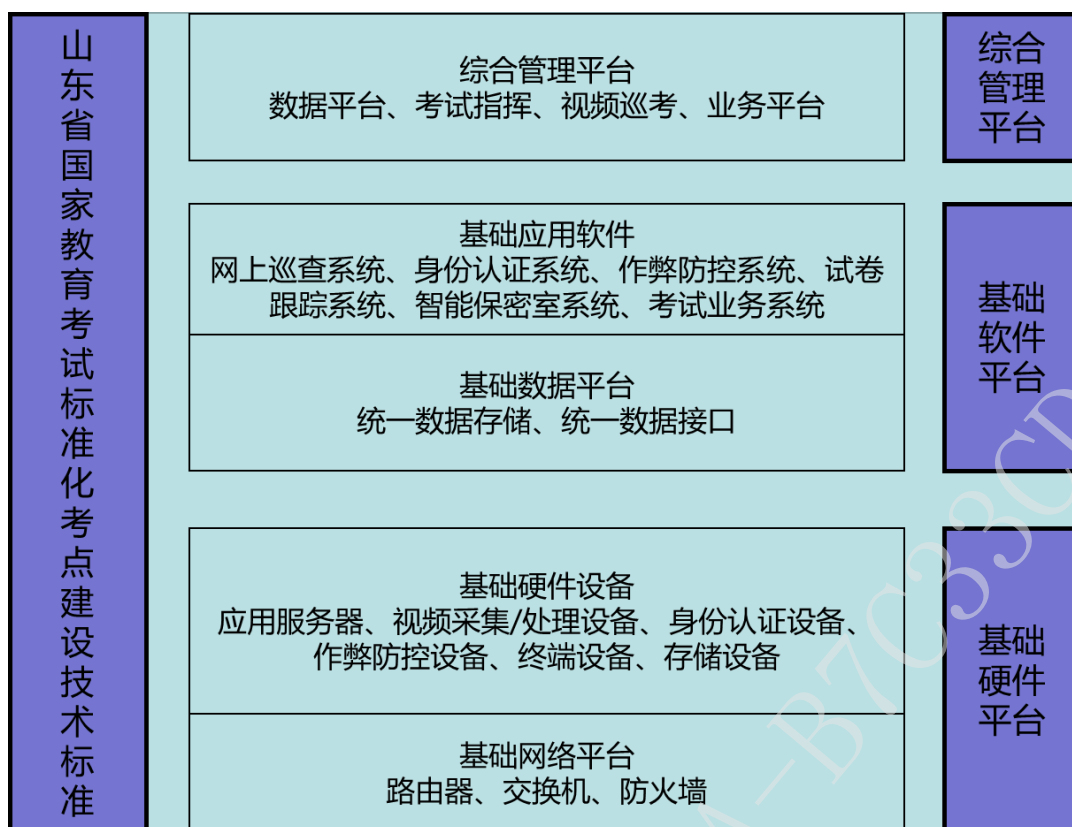 山东省国家教育考试标准化考点建设技术标准
综合管理平台
数据平台、考试指挥、视频巡考、业务平台
综合
管理
平台
基础应用软件
网上巡查系统、身份认证系统、作弊防控系统、试卷
跟踪系统、智能保密室系统、考试业务系统
基础数据平台
统一数据存储、统一数据接口
基础
软件
平台
基础硬件设备
应用服务器、视频采集/处理设备、身份认证设备、
作弊防控设备、终端设备、存储设备
基础网络平台
路由器、交换机、防火墙
基础
硬件
平台